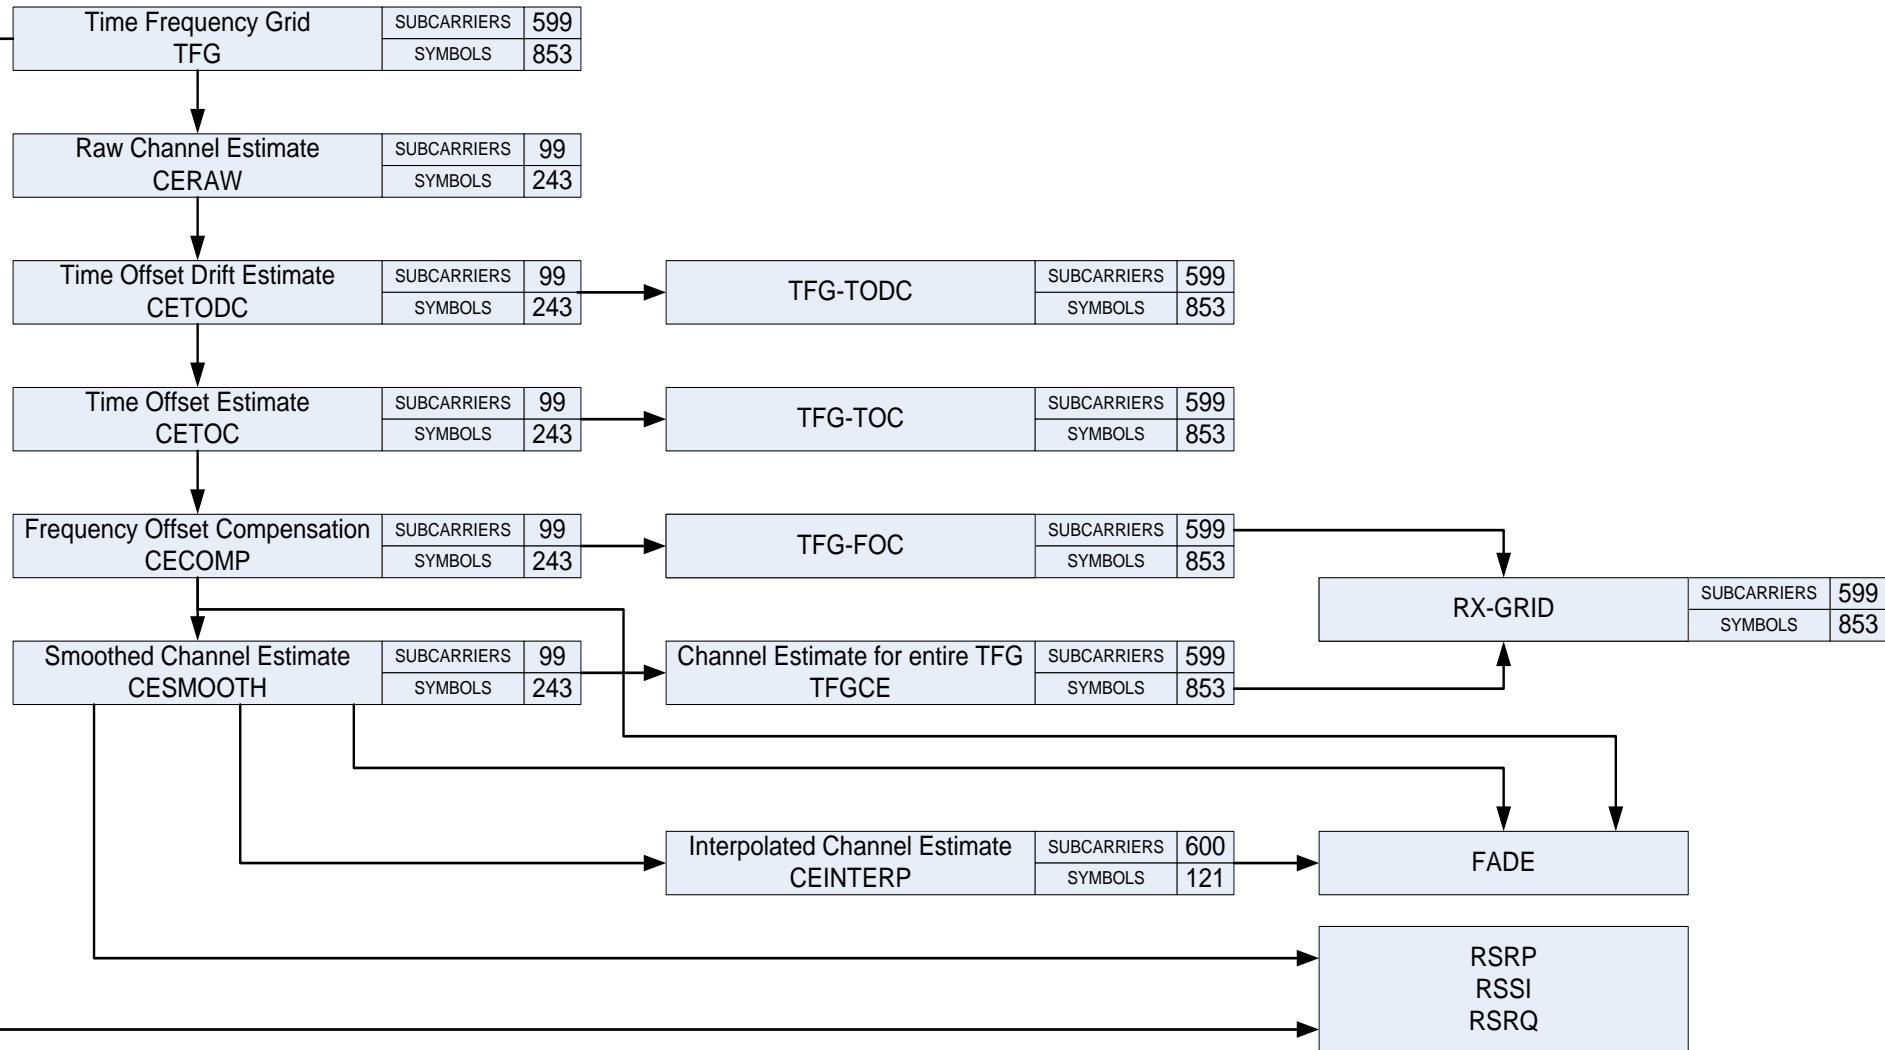 Time Frequency Grid
TFG
SUBCARRIERS 599
SYMBOLS 853
Raw Channel Estimate
CERAW
SUBCARRIERS 99
SYMBOLS 243
Time Offset Drift Estimate
CETODC
SUBCARRIERS 99
SYMBOLS 243
TFG-TODC
SUBCARRIERS 599
SYMBOLS 853
Time Offset Estimate
CETOC
SUBCARRIERS 99
SYMBOLS 243
TFG-TOC
SUBCARRIERS 599
SYMBOLS 853
Frequency Offset Compensation
CECOMP
SUBCARRIERS 99
SYMBOLS 243
TFG-FOC
SUBCARRIERS 599
SYMBOLS 853
RX-GRID
SUBCARRIERS 599
SYMBOLS 853
Smoothed Channel Estimate
CESMOOTH
SUBCARRIERS 99
SYMBOLS 243
Channel Estimate for entire TFG
TFGCE
SUBCARRIERS 599
SYMBOLS 853
Interpolated Channel Estimate
CEINTERP
SUBCARRIERS 600
SYMBOLS 121
FADE
RSRP
RSSI
RSRQ